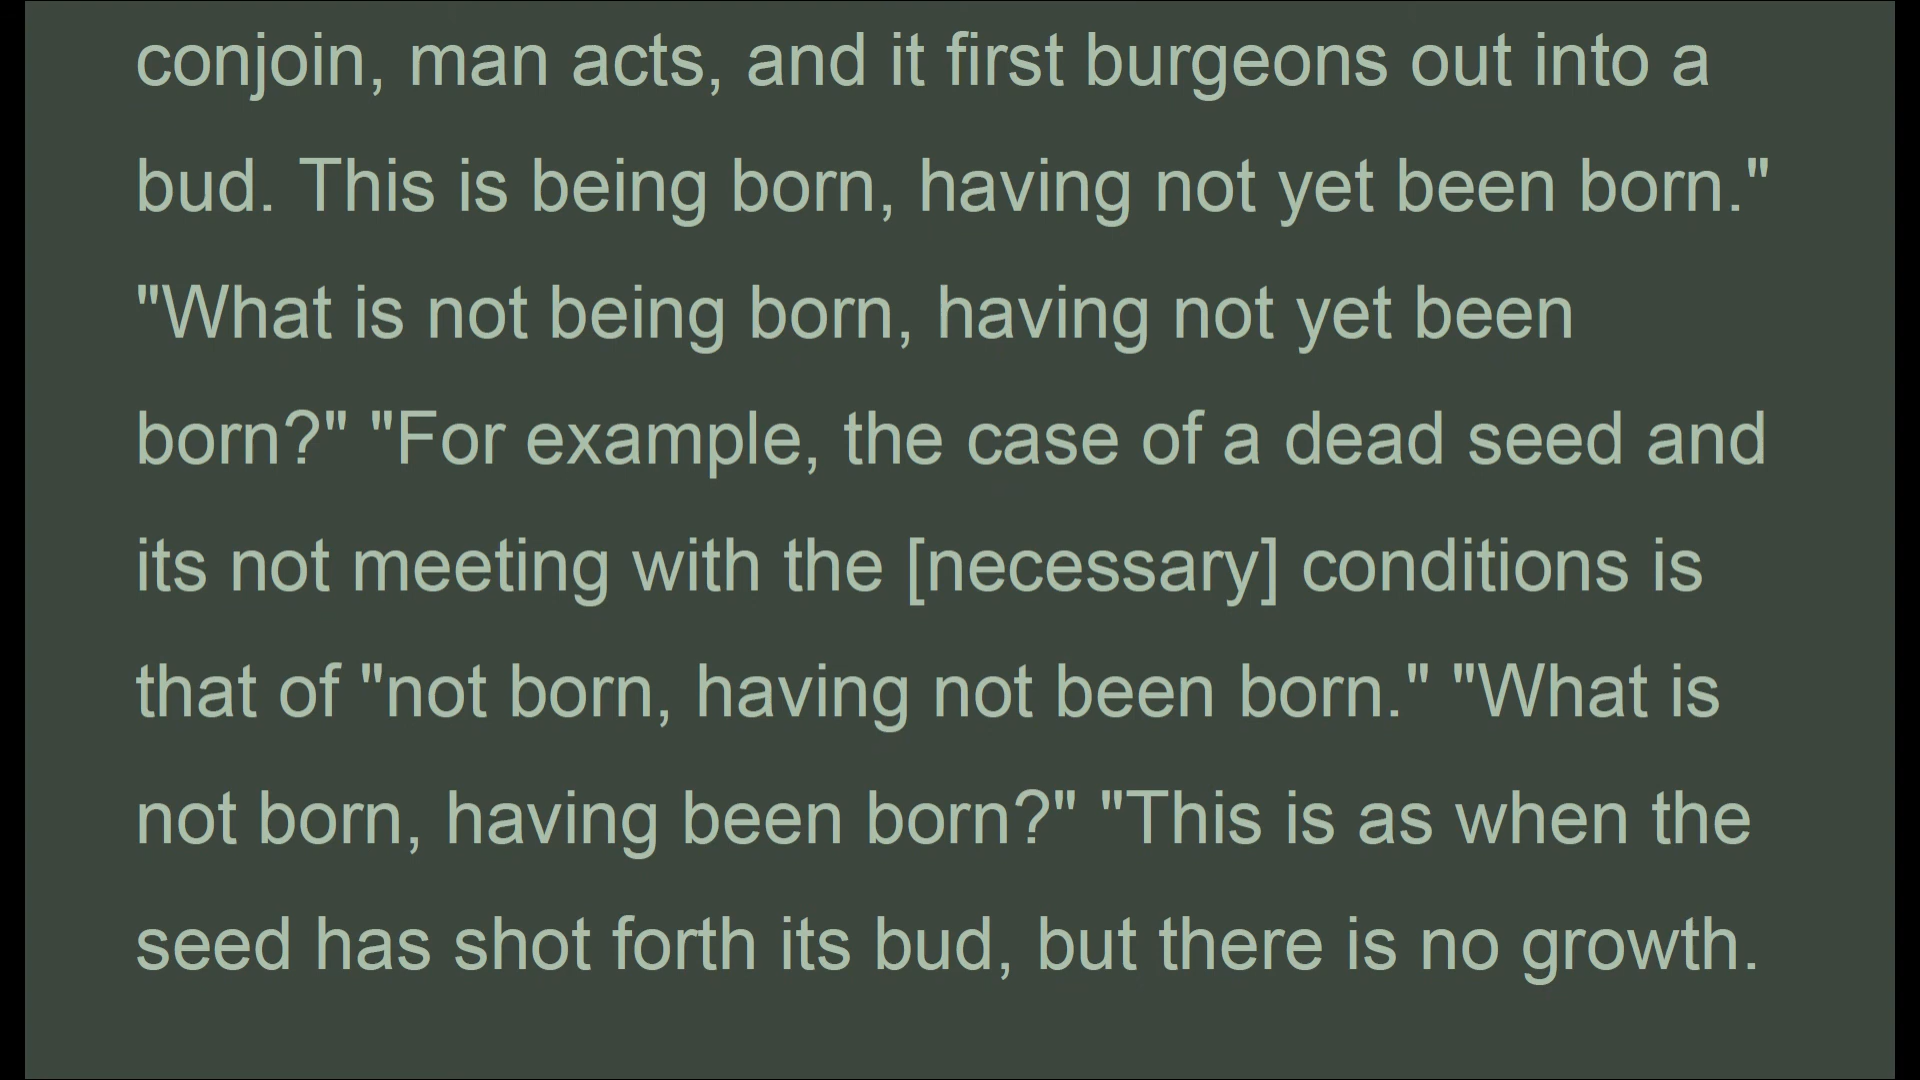 conjoin, man acts, and it first burgeons out into a
bud. This is being born, having not yet been born."
"What is not being born, having not yet been
born?" "For example, the case of a dead seed and
its not meeting with the [necessary] conditions is
that of "not born, having not been born." "What is
not born, having been born?" "This is as when the
seed has shot forth its bud, but there is no growth.